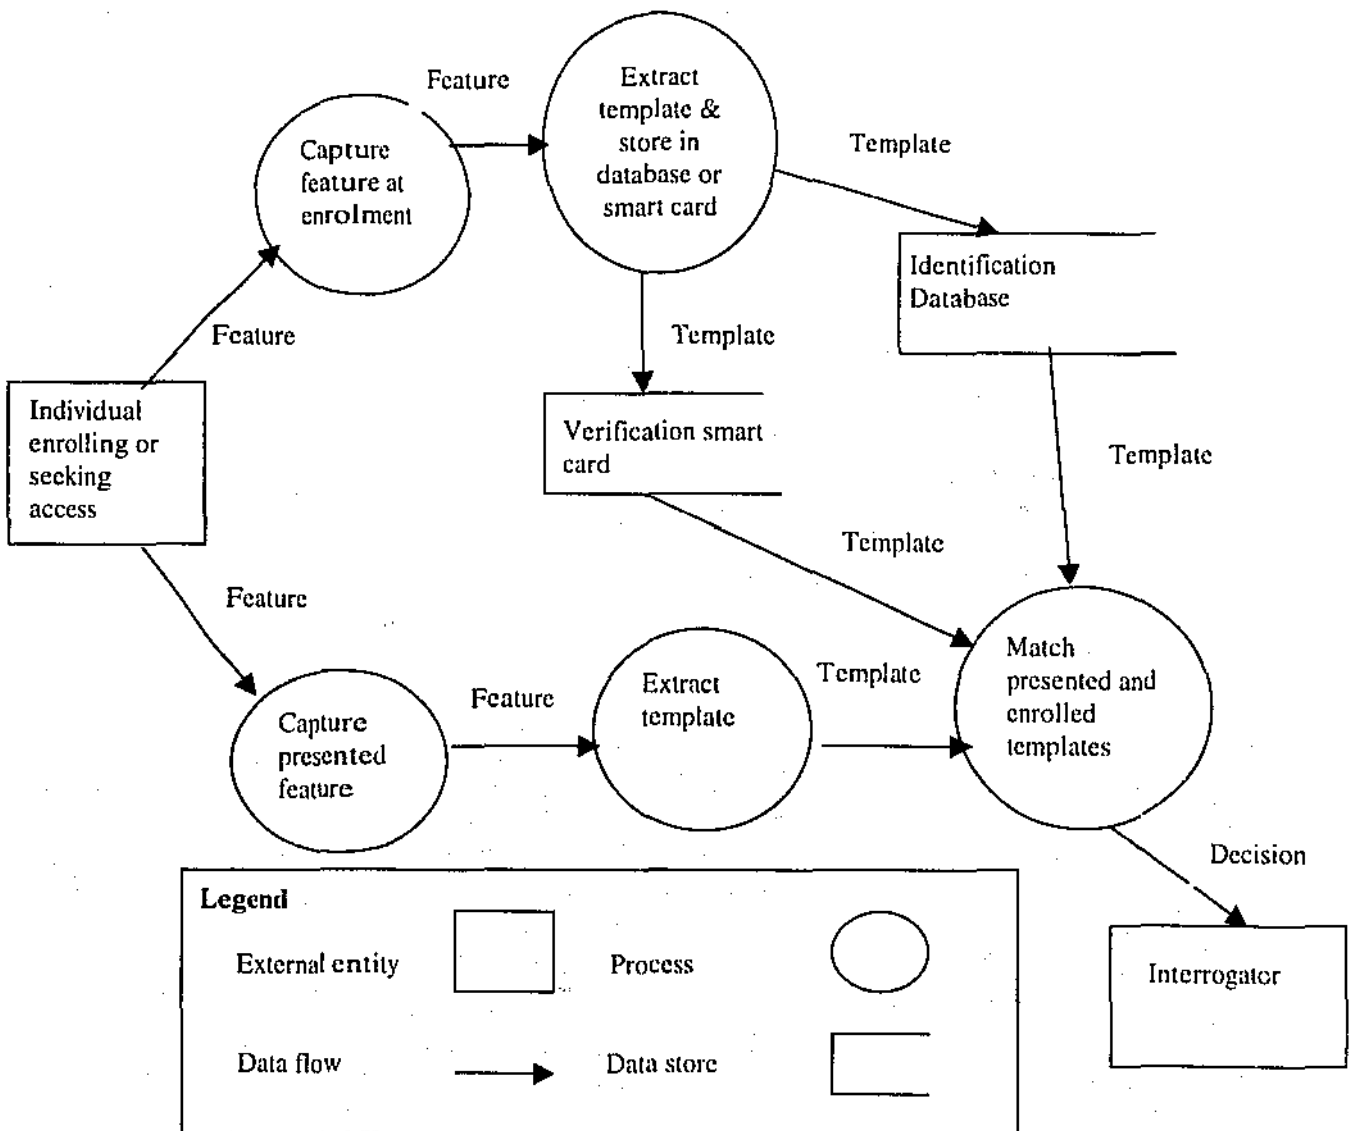 Feature
Extract
template &
store in
database or
smart card
Capture
feature at
enrolment
Template
Identification
Database
Feature
Template
Individual
enrolling or
seeking
access
Verification smart
card
Template
Template
Feature
Capture
presented
feature
Feature
Extract
template
Template
Match
presented and
enrolled
templates
Decision
Interrogator
Legend
External entity
Process
Data flow
Data store